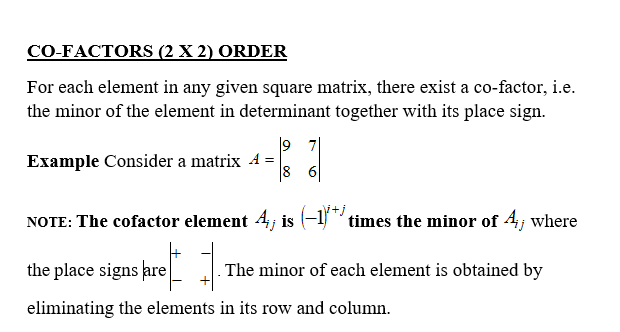 CO-FACTORS (2 X 2) ORDER
For each element in any given square matrix, there exist a co-factor, i.e.
the minor of the element in determinant together with its place sign.
Example Consider a matrix A = |9 7|
|8 6|
NOTE: The cofactor element Aij is (−1)^i+j times the minor of Aij where
the place signs are |+ −|
|− +| . The minor of each element is obtained by
eliminating the elements in its row and column.